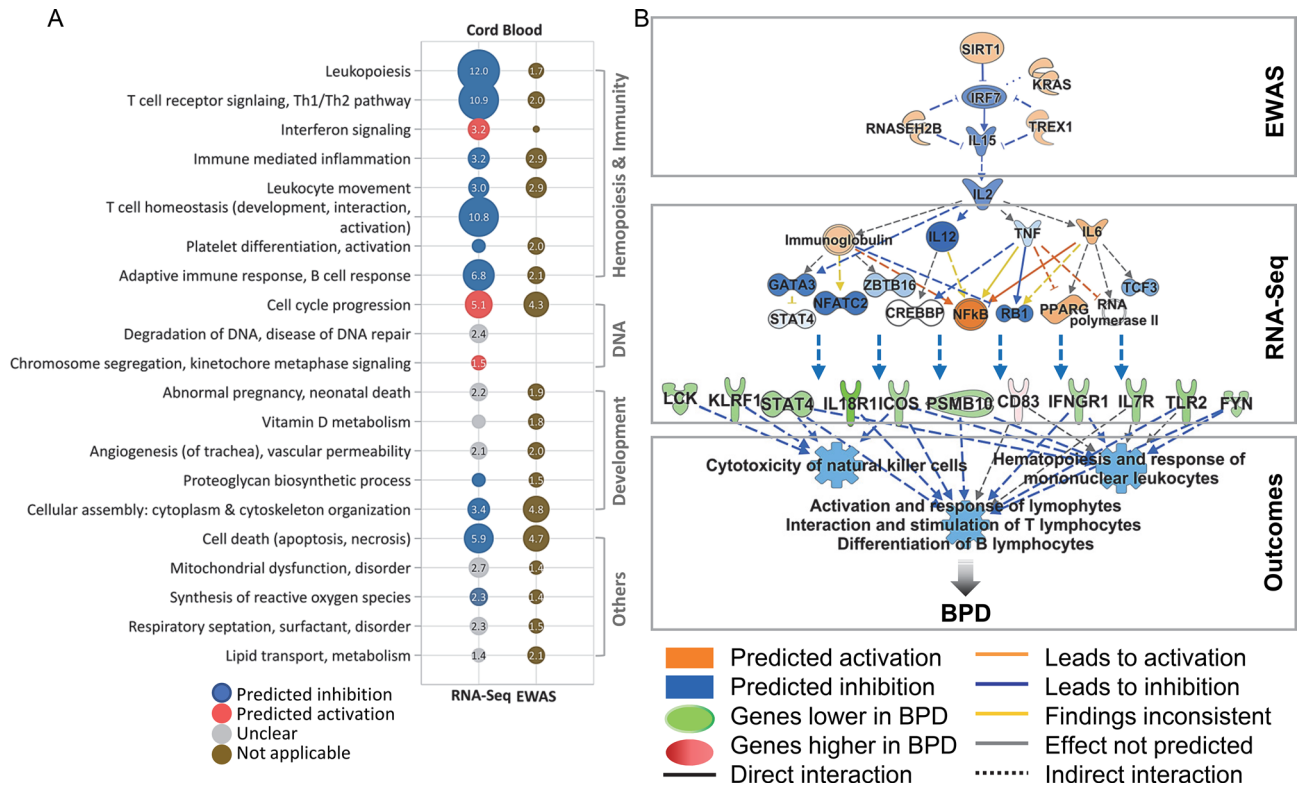 A
Cord Blood
Leukopoiesis
12.0
1.7
T cell receptor signlaing, Th1/Th2 pathway
10.9
2.0
Interferon signaling
3.2
Immune mediated inflammation
3.2
2.9
Leukocyte movement
3.0
2.9
T cell homeostasis (development, interaction,
activation)
10.8
Platelet differentiation, activation
2.0
Adaptive immune response, B cell response
6.8
2.1
Hemopoiesis & Immunity
Cell cycle progression
5.1
4.3
Degradation of DNA, disease of DNA repair
2.4
Chromosome segregation, kinetochore metaphase signaling
1.5
DNA
Abnormal pregnancy, neonatal death
2.2
1.9
Vitamin D metabolism
1.8
Angiogenesis (of trachea), vascular permeability
2.1
2.0
Proteoglycan biosynthetic process
1.5
Cellular assembly: cytoplasm & cytoskeleton organization
3.4
4.8
Development
Cell death (apoptosis, necrosis)
5.9
4.7
Mitochondrial dysfunction, disorder
2.7
1.4
Synthesis of reactive oxygen species
2.3
1.4
Respiratory septation, surfactant, disorder
2.3
1.5
Lipid transport, metabolism
1.4
2.1
Others
RNA-Seq EWAS
Predicted inhibition
Predicted activation
Unclear
Not applicable
B
SIRT1
KRAS
IRF7
RNASEH2B
TREX1
IL15
EWAS
IL2
Immunoglobulin
IL12
TNF
IL6
GATA3
ZBTB16
TCF3
NFATC2
STAT4
CREBBP
NFkB
RB1
PPARG
RNA
polymerase II
LCK
KLRF1
STAT4
IL18R1
ICOS
PSMB10
CD83
IFNGR1
IL7R
TLR2
FYN
RNA-Seq
Cytotoxicity of natural killer cells
Hematopoiesis and response of
mononuclear leukocytes
Activation and response of lymophytes
Interaction and stimulation of T lymphocytes
Differentiation of B lymphocytes
BPD
Outcomes
Predicted activation
Predicted inhibition
Genes lower in BPD
Genes higher in BPD
Direct interaction
Leads to activation
Leads to inhibition
Findings inconsistent
Effect not predicted
Indirect interaction